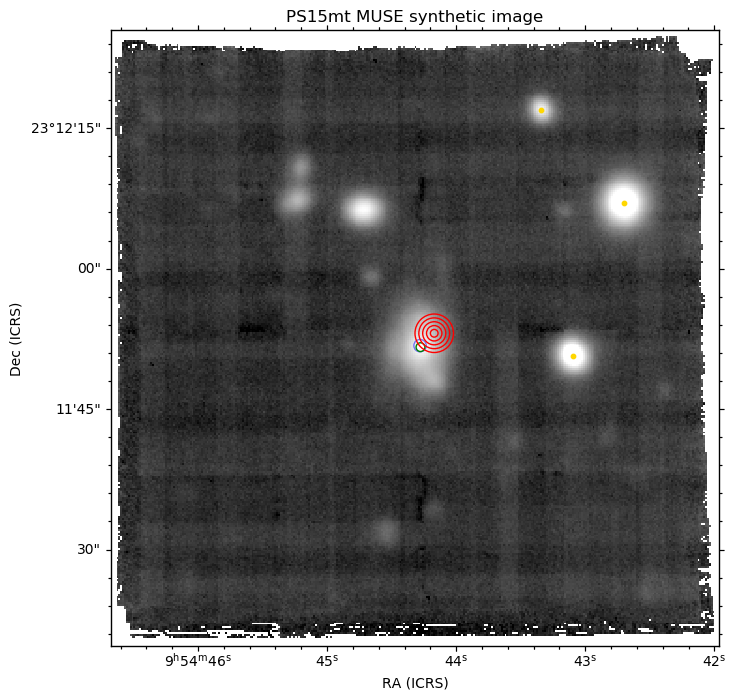 PS15mt MUSE synthetic image
23°12'15"
00"
11'45"
30"
Dec (ICRS)
9h54m46s 45s 44s 43s 42s
RA (ICRS)